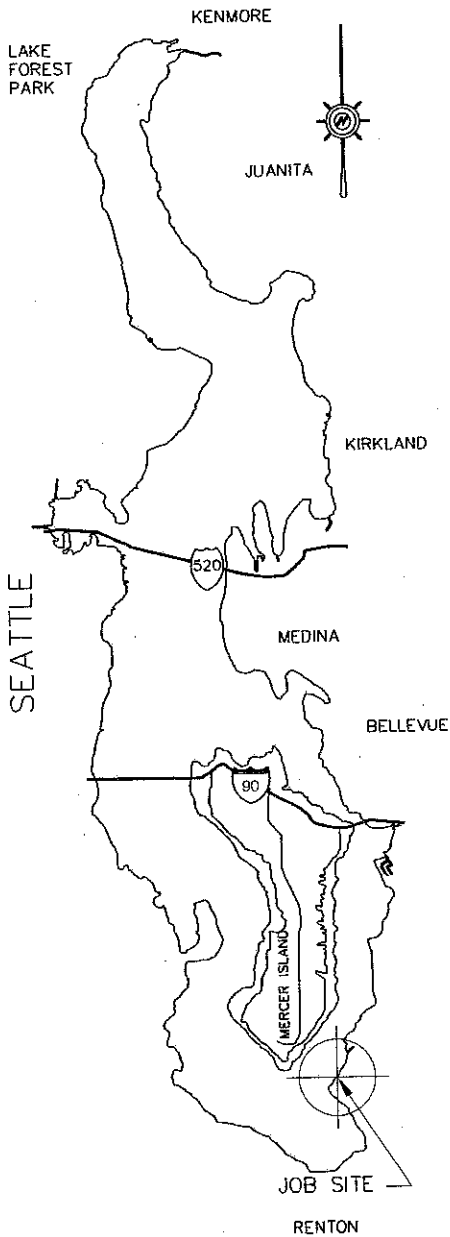 KENMORE
LAKE
FOREST
PARK
N
JUANITA
KIRKLAND
520
SEATTLE
MEDINA
BELLEVUE
90
MERCER ISLAND
JOB SITE
RENTON